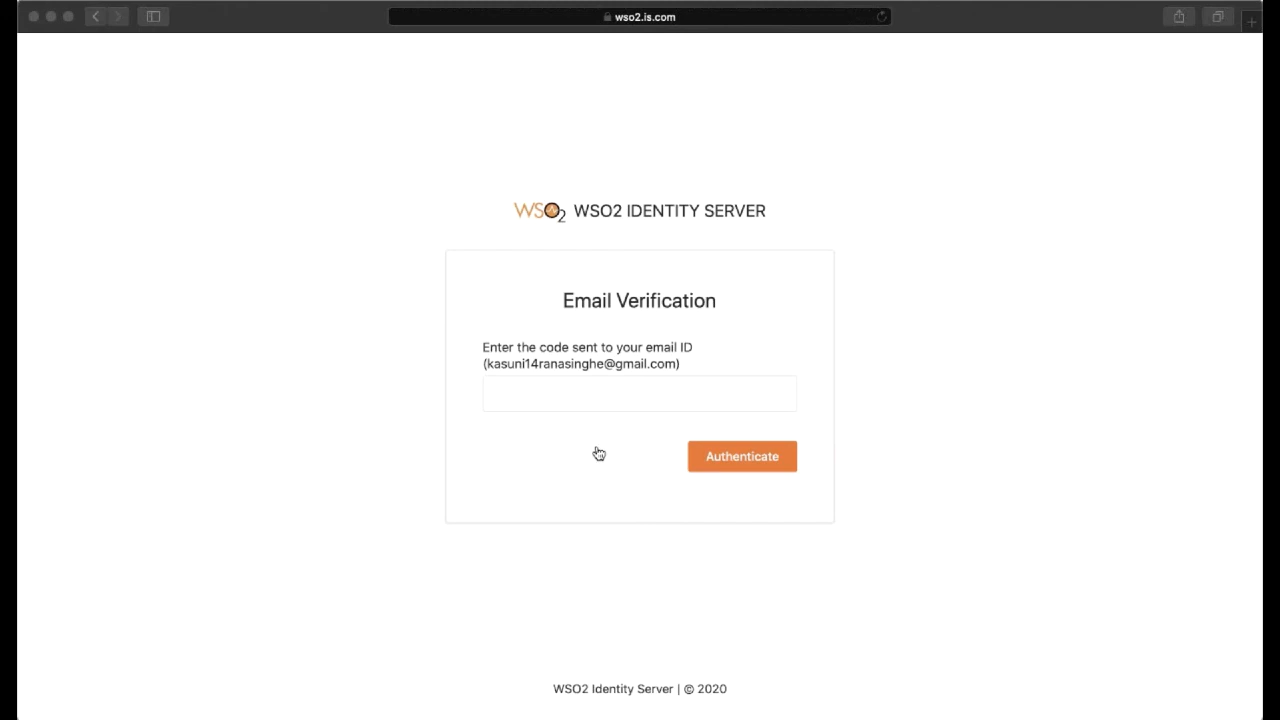 wso2.is.com
WSO2 WSO2 IDENTITY SERVER
Email Verification
Enter the code sent to your email ID
(kasuni14ranasinghe@gmail.com)
Authenticate
WSO2 Identity Server | © 2020